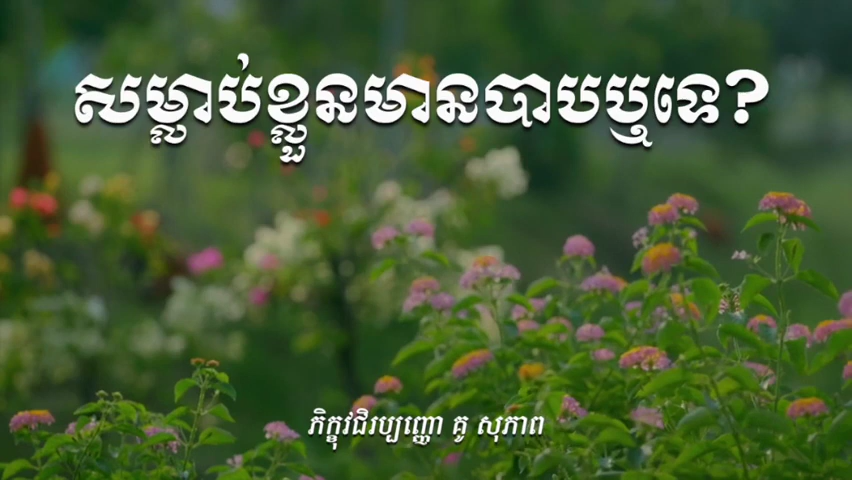 សម្លាប់ខ្លួនមានបាបឬទេ?
ភិក្ខុវជិរប្បញ្ញោ គូ សុភាព